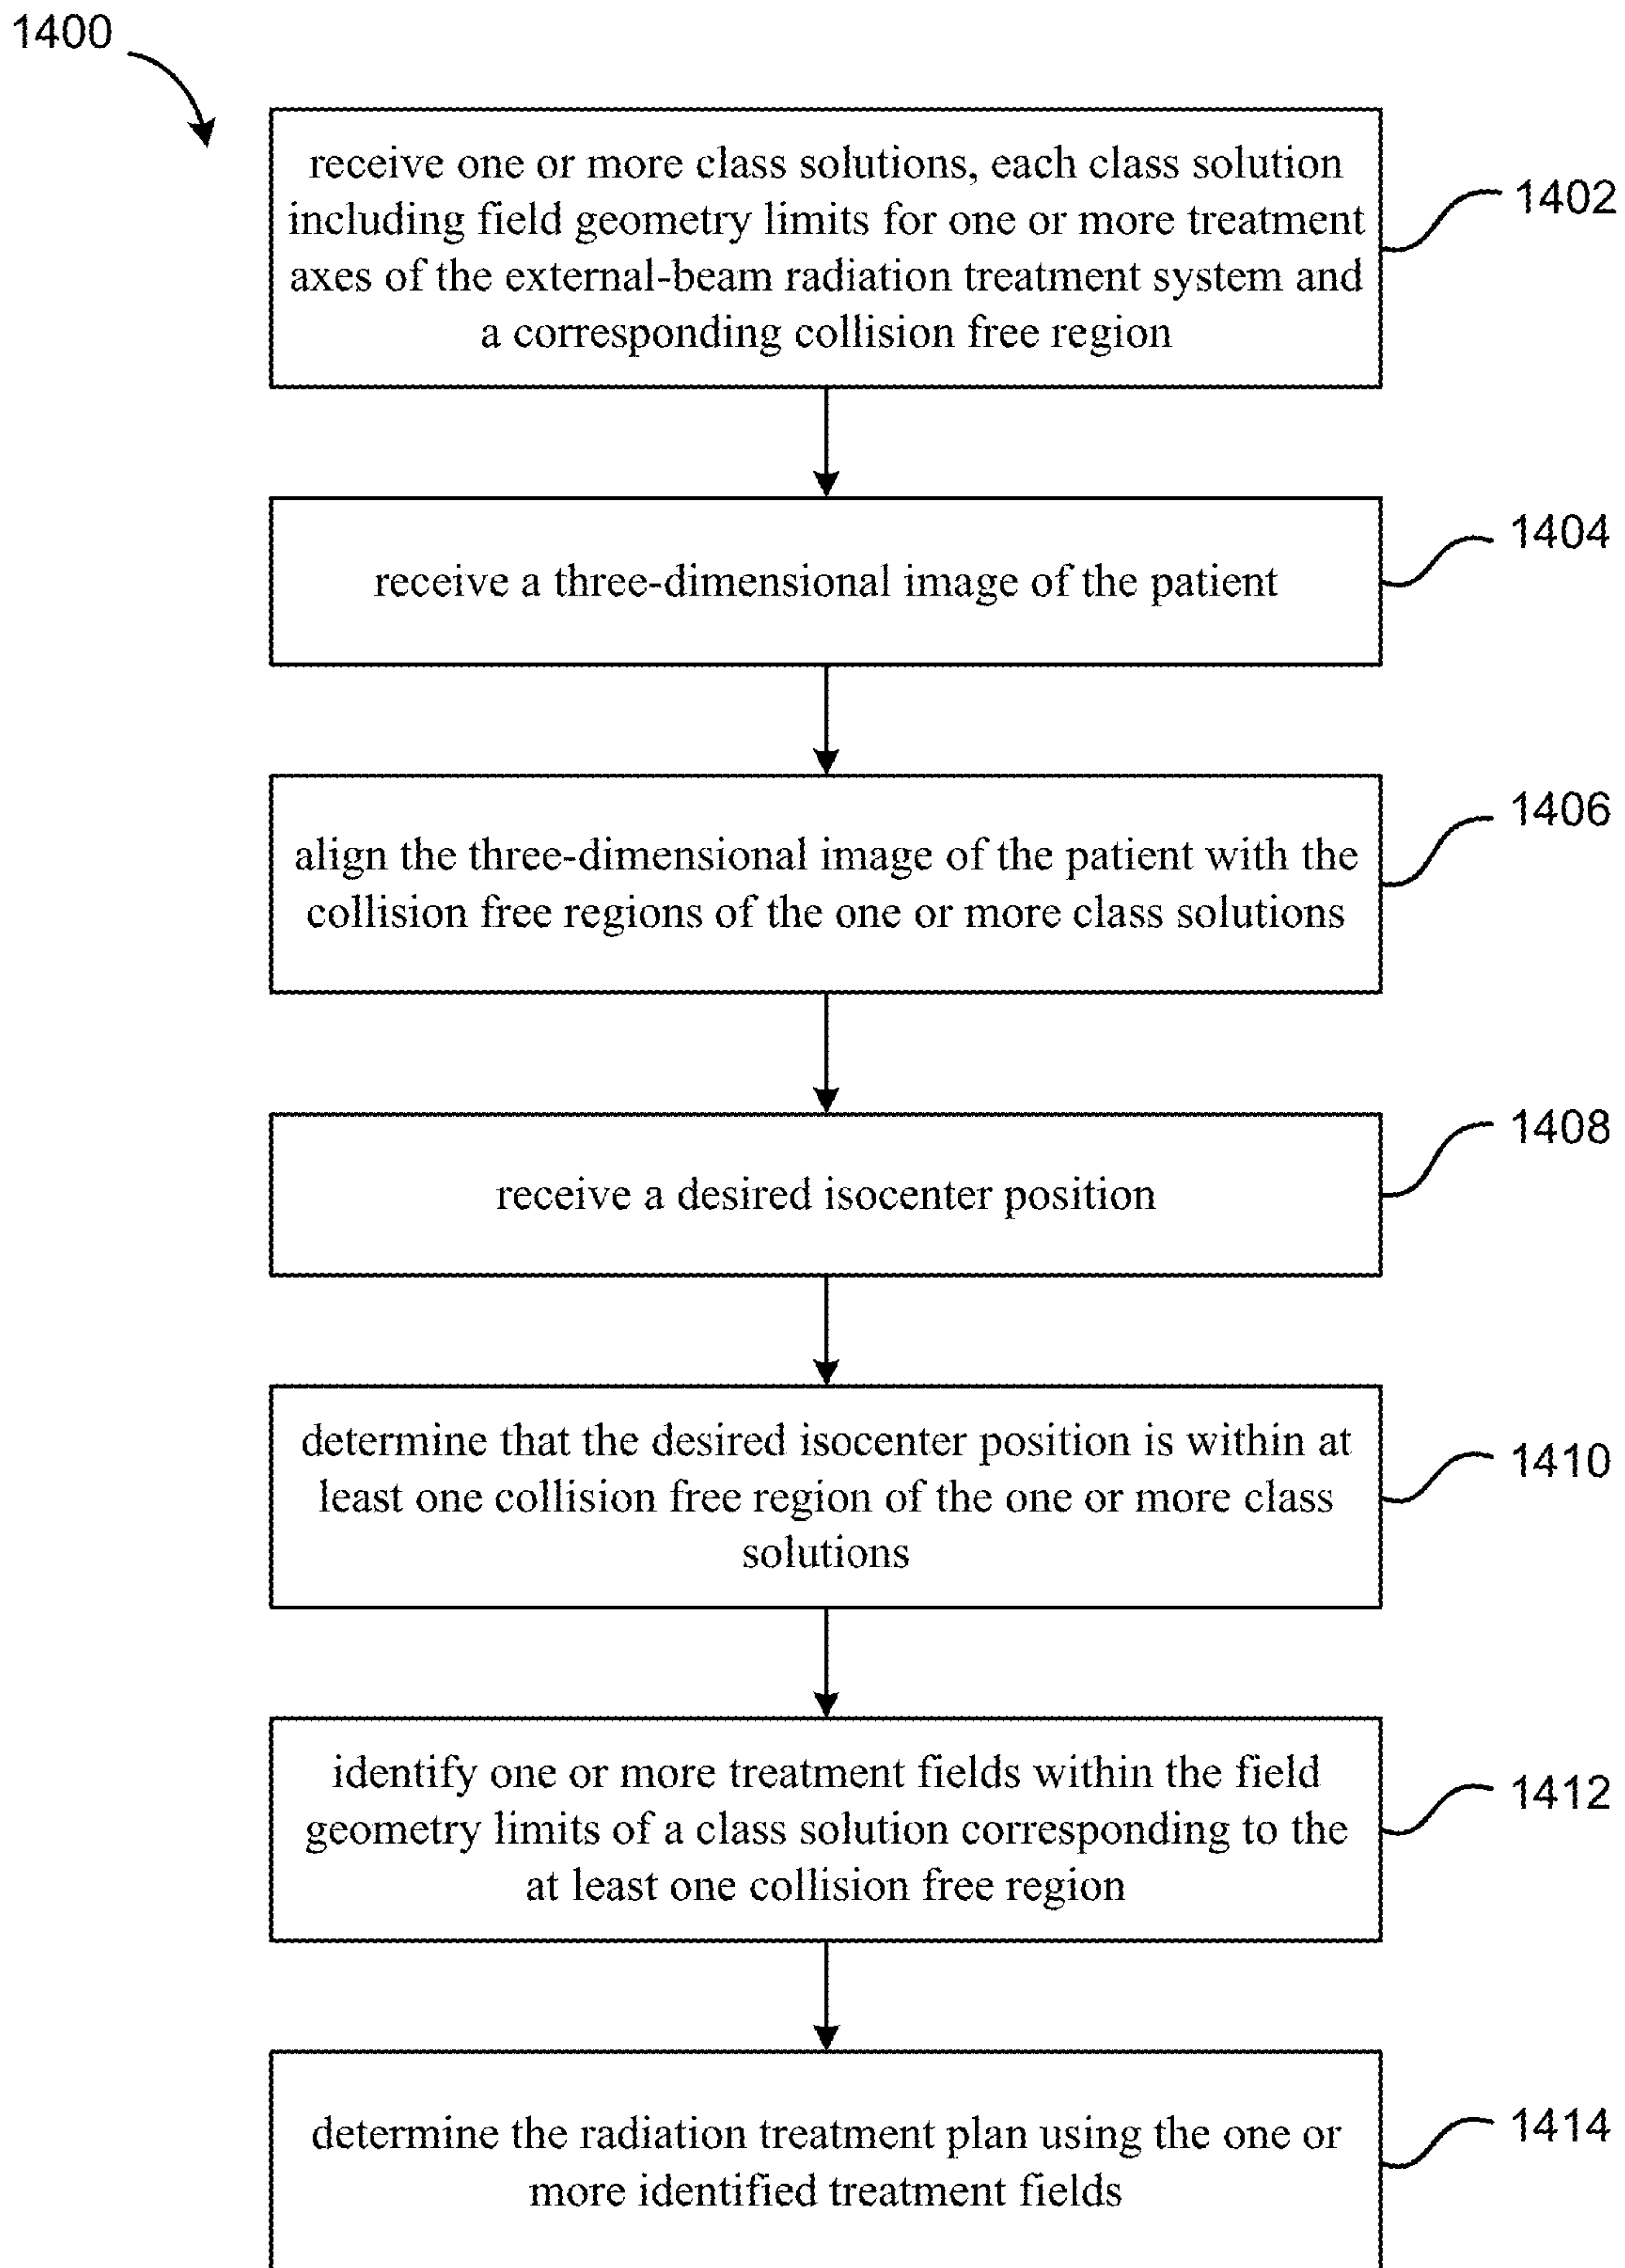 1400
receive one or more class solutions, each class solution
including field geometry limits for one or more treatment
axes of the external-beam radiation treatment system and
a corresponding collision free region
1402
receive a three-dimensional image of the patient
1404
align the three-dimensional image of the patient with the
collision free regions of the one or more class solutions
1406
receive a desired isocenter position
1408
determine that the desired isocenter position is within at
least one collision free region of the one or more class
solutions
1410
identify one or more treatment fields within the field
geometry limits of a class solution corresponding to the
at least one collision free region
1412
determine the radiation treatment plan using the one or
more identified treatment fields
1414